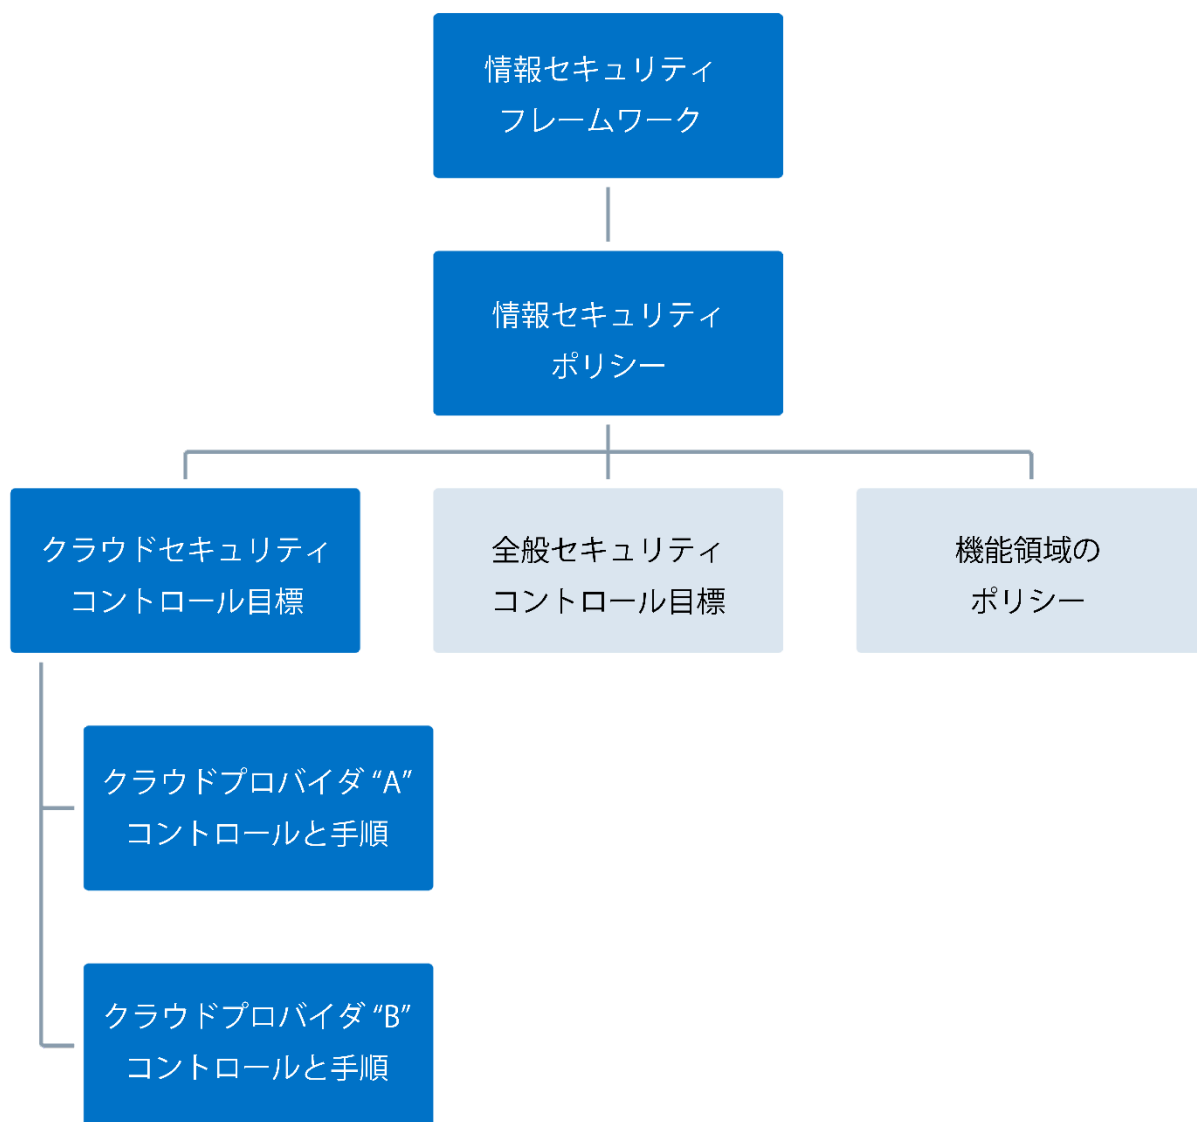 情報セキュリティ
フレームワーク
情報セキュリティ
ポリシー
クラウドセキュリティ
コントロール目標
全般セキュリティ
コントロール目標
機能領域の
ポリシー
クラウドプロバイダ “A”
コントロールと手順
クラウドプロバイダ “B”
コントロールと手順